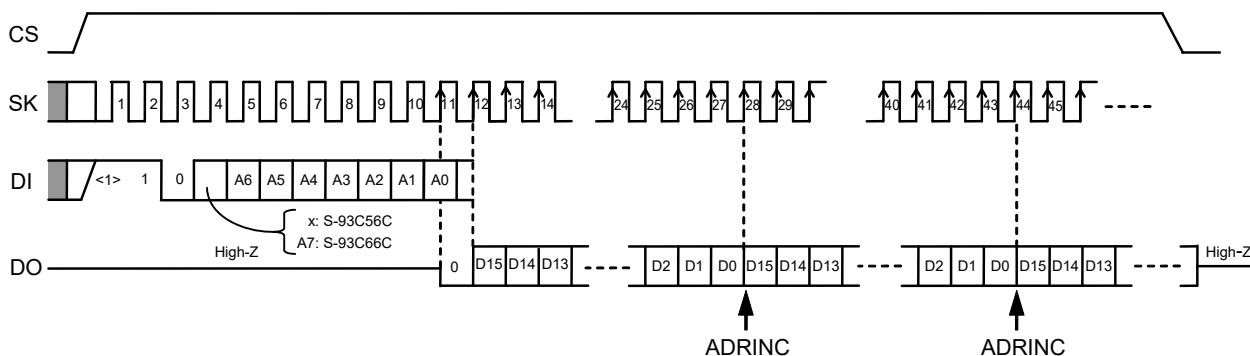 CS
SK 1 2 3 4 5 6 7 8 9 10 11 12 13 14 24 25 26 27 28 29 40 41 42 43 44 45
DI <1> 1 0 A6 A5 A4 A3 A2 A1 A0
x: S-93C56C
A7: S-93C66C
High-Z
High-Z
DO 0 D15 D14 D13 D2 D1 D0 D15 D14 D13 D2 D1 D0 D15 D14 D13
ADRINC ADRINC